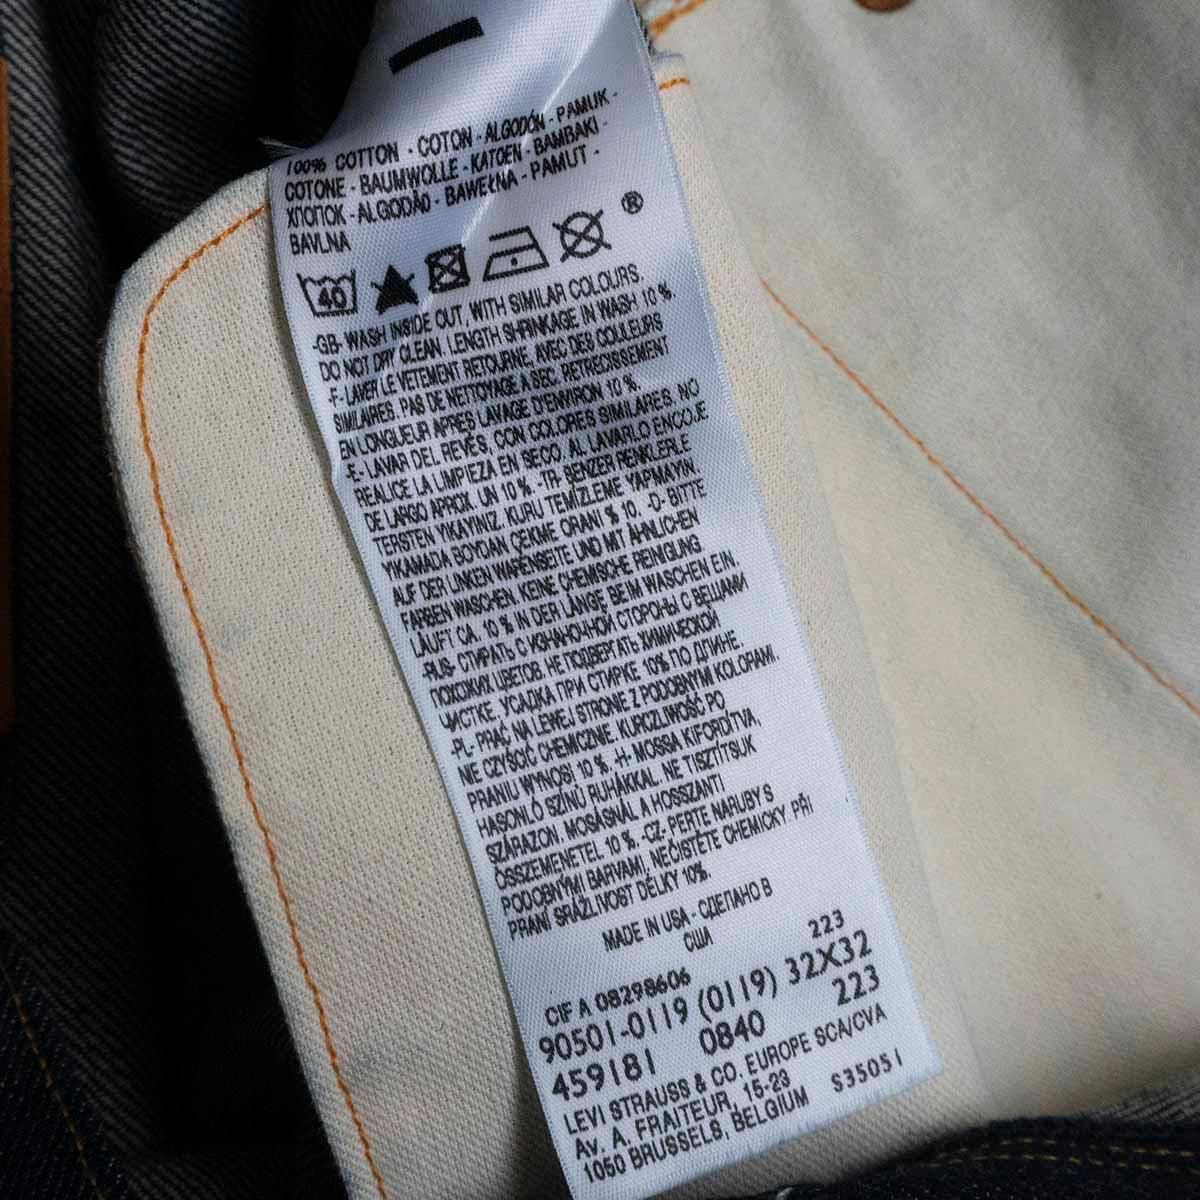 100% COTTON - COTON - ALGODÓN - PAMUK -
COTONE - BAUMWOLLE - KATOEN - BAMBAKI -
ХЛОПОК - ALGODÃO - BAWEŁNA - PAMUT -
BAVLNA
40
®
-GB- WASH INSIDE OUT, WITH SIMILAR COLOURS.
DO NOT DRY CLEAN. LENGTH SHRINKAGE IN WASH 10 %.
-F- LAVER LE VETEMENT RETOURNE, AVEC DES COULEURS
SIMILAIRES. PAS DE NETTOYAGE A SEC. RETRECISSEMENT
EN LONGUEUR APRES LAVAGE D'ENVIRON 10 %.
-E- LAVAR DEL REVÉS, CON COLORES SIMILARES. NO
REALICE LA LIMPIEZA EN SECO. AL LAVARLO ENCOJE
DE LARGO APROX. UN 10 %. -TR- BENZER RENKLERLE
TERSTEN YIKAYINIZ. KURU TEMİZLEME YAPMAYIN.
YIKAMADA BOYDAN ÇEKME ORANI % 10. -D- BITTE
AUF DER LINKEN WARENSEITE UND MIT ÄHNLICHEN
FARBEN WASCHEN. KEINE CHEMISCHE REINIGUNG.
LÄUFT CA. 10 % IN DER LÄNGE BEIM WASCHEN EIN.
-RUS- СТИРАТЬ С ИЗНАНОЧНОЙ СТОРОНЫ С ВЕЩАМИ
ПОХОЖИХ ЦВЕТОВ. НЕ ПОДВЕРГАТЬ ХИМИЧЕСКОЙ
ЧИСТКЕ, УСАДКА ПРИ СТИРКЕ 10% ПО ДЛИНЕ.
-PL- PRAĆ NA LEWEJ STRONIE Z PODOBNYMI KOLORAMI.
NIE CZYŚCIĆ CHEMICZNIE. KURCZLIWOŚĆ PO
PRANIU WYNOSI 10 %. -H- MOSSA KIFORDÍTVA,
HASONLÓ SZÍNŰ RUHÁKKAL. NE TISZTÍTSUK
SZÁRAZON. MOSÁSNÁL A HOSSZANTI
ÖSSZEMENETEL 10 %. -CZ- PERTE NARUBY S
PODOBNÝMI BARVAMI, NEČISTĚTE CHEMICKY. PŘI
PRANÍ SRÁŽLIVOST DÉLKY 10%.
MADE IN USA - СДЕЛАНО В
США
223
CIF A 08298606
90501-0119 (0119) 32X32
459181 0840 223
LEVI STRAUSS & CO. EUROPE SCA/CVA
Av. A. FRAITEUR, 15-23
1050 BRUSSELS, BELGIUM S35051